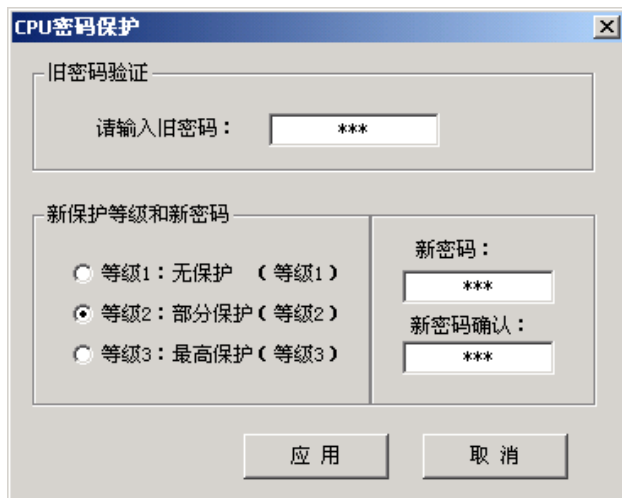 CPU密码保护
旧密码验证
请输入旧密码： ***
新保护等级和新密码
等级1：无保护 （等级1）
等级2：部分保护（等级2）
等级3：最高保护（等级3）
新密码：
***
新密码确认：
***
应用 取消